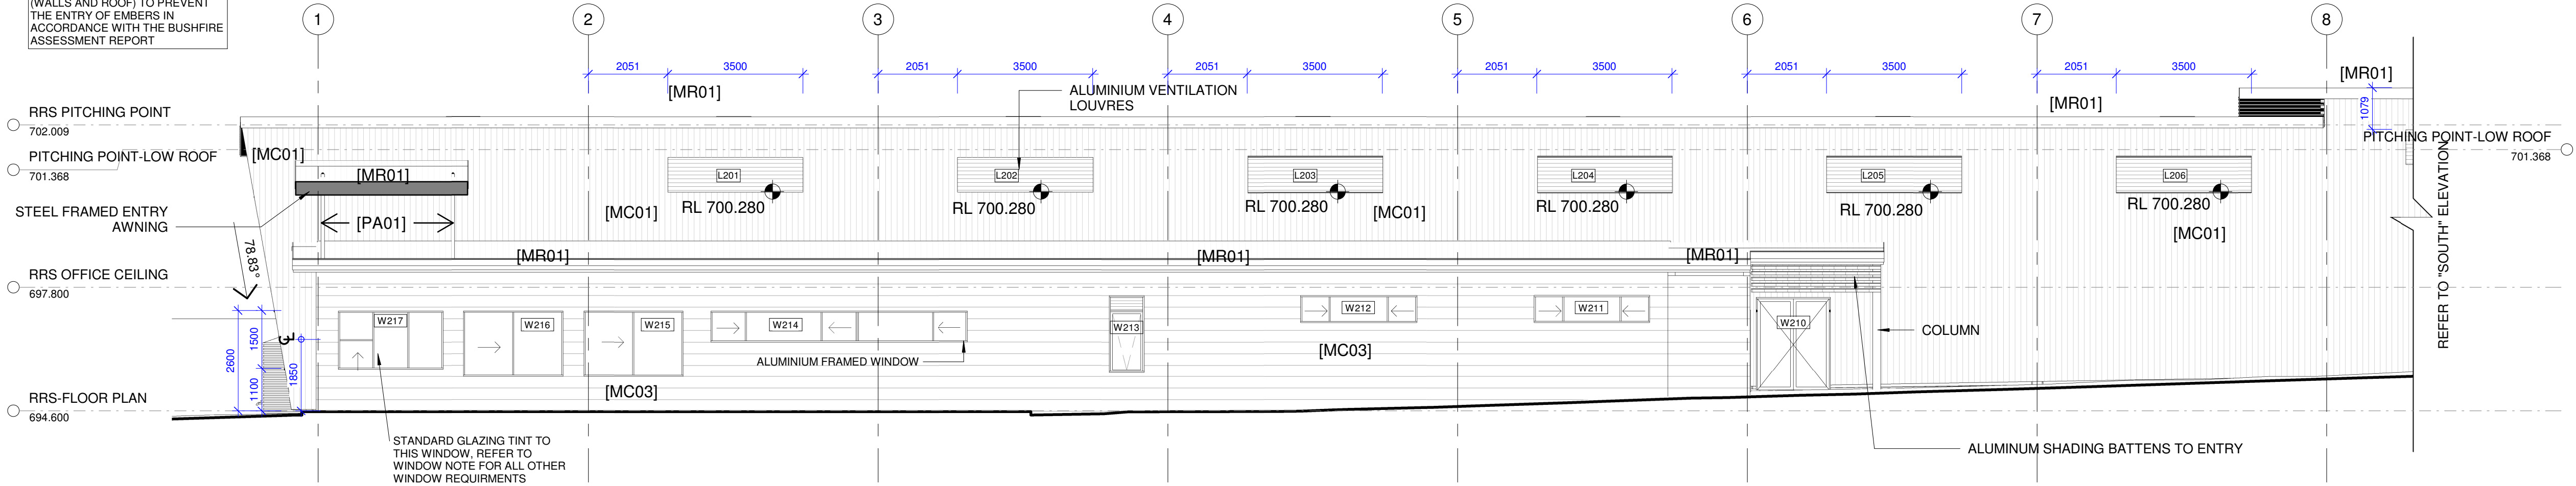 (WALLS AND ROOF) TO PREVENT
THE ENTRY OF EMBERS IN
ACCORDANCE WITH THE BUSHFIRE
ASSESSMENT REPORT
1
2
3
4
5
6
7
8
2051
3500
2051
3500
2051
3500
2051
3500
2051
3500
2051
3500
[MR01]
ALUMINIUM VENTILATION
LOUVRES
[MR01]
[MR01]
1079
RRS PITCHING POINT
702.009
PITCHING POINT-LOW ROOF
701.368
PITCHING POINT-LOW ROOF
701.368
[MC01]
[MR01]
L201
L202
L203
L204
L205
L206
STEEL FRAMED ENTRY
AWNING
[PA01]
[MC01]
RL 700.280
RL 700.280
RL 700.280
[MC01]
RL 700.280
RL 700.280
RL 700.280
[MC01]
REFER TO "SOUTH" ELEVATION
78.83°
[MR01]
[MR01]
[MR01]
RRS OFFICE CEILING
697.800
2600
1500
1100
1850
W217
W216
W215
W214
W213
W212
W211
W210
COLUMN
ALUMINIUM FRAMED WINDOW
[MC03]
[MC03]
RRS-FLOOR PLAN
694.600
STANDARD GLAZING TINT TO
THIS WINDOW, REFER TO
WINDOW NOTE FOR ALL OTHER
WINDOW REQUIRMENTS
ALUMINUM SHADING BATTENS TO ENTRY